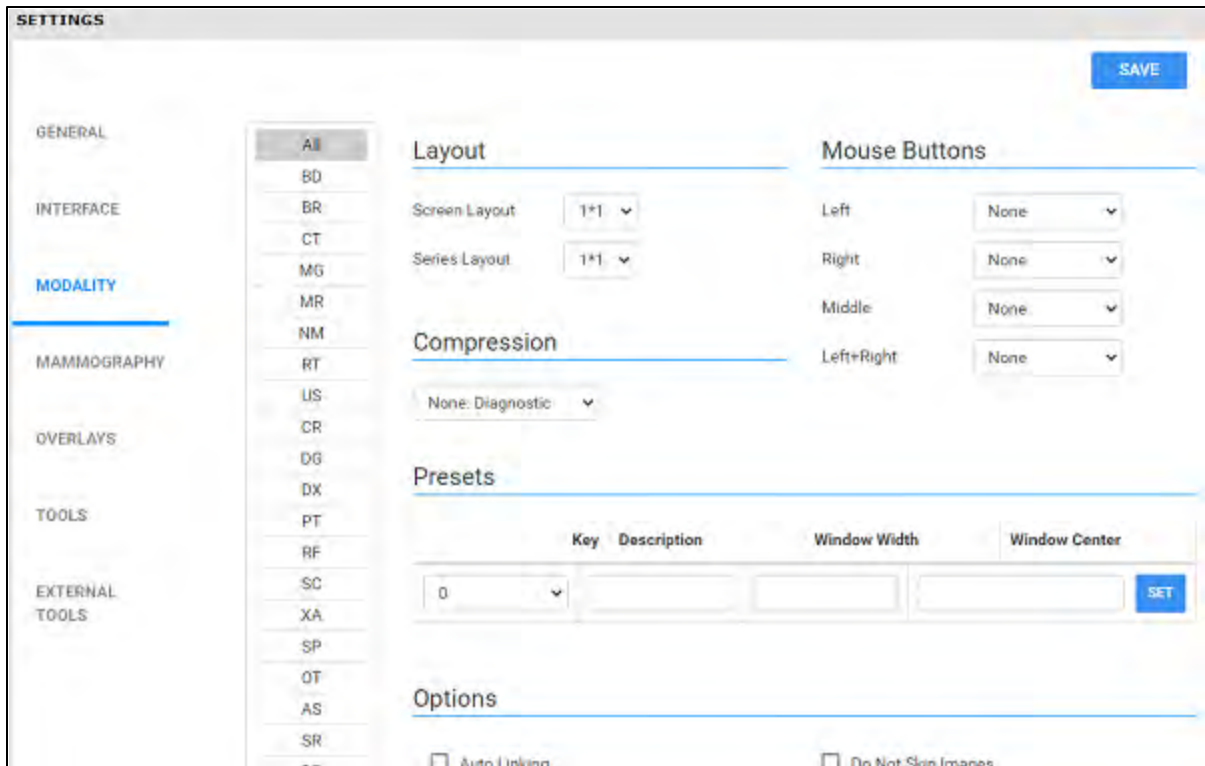 SETTINGS
SAVE
GENERAL
INTERFACE
MODALITY
MAMMOGRAPHY
OVERLAYS
TOOLS
EXTERNAL
TOOLS
All
BD
BR
CT
MG
MR
NM
RT
US
CR
DG
DX
PT
RF
SC
XA
SP
OT
AS
SR
Layout
Screen Layout 1*1
Series Layout 1*1
Mouse Buttons
Left None
Right None
Middle None
Left+Right None
Compression
None: Diagnostic
Presets
Key Description Window Width Window Center
0 SET
Options
Auto Linking Do Not Skip Images